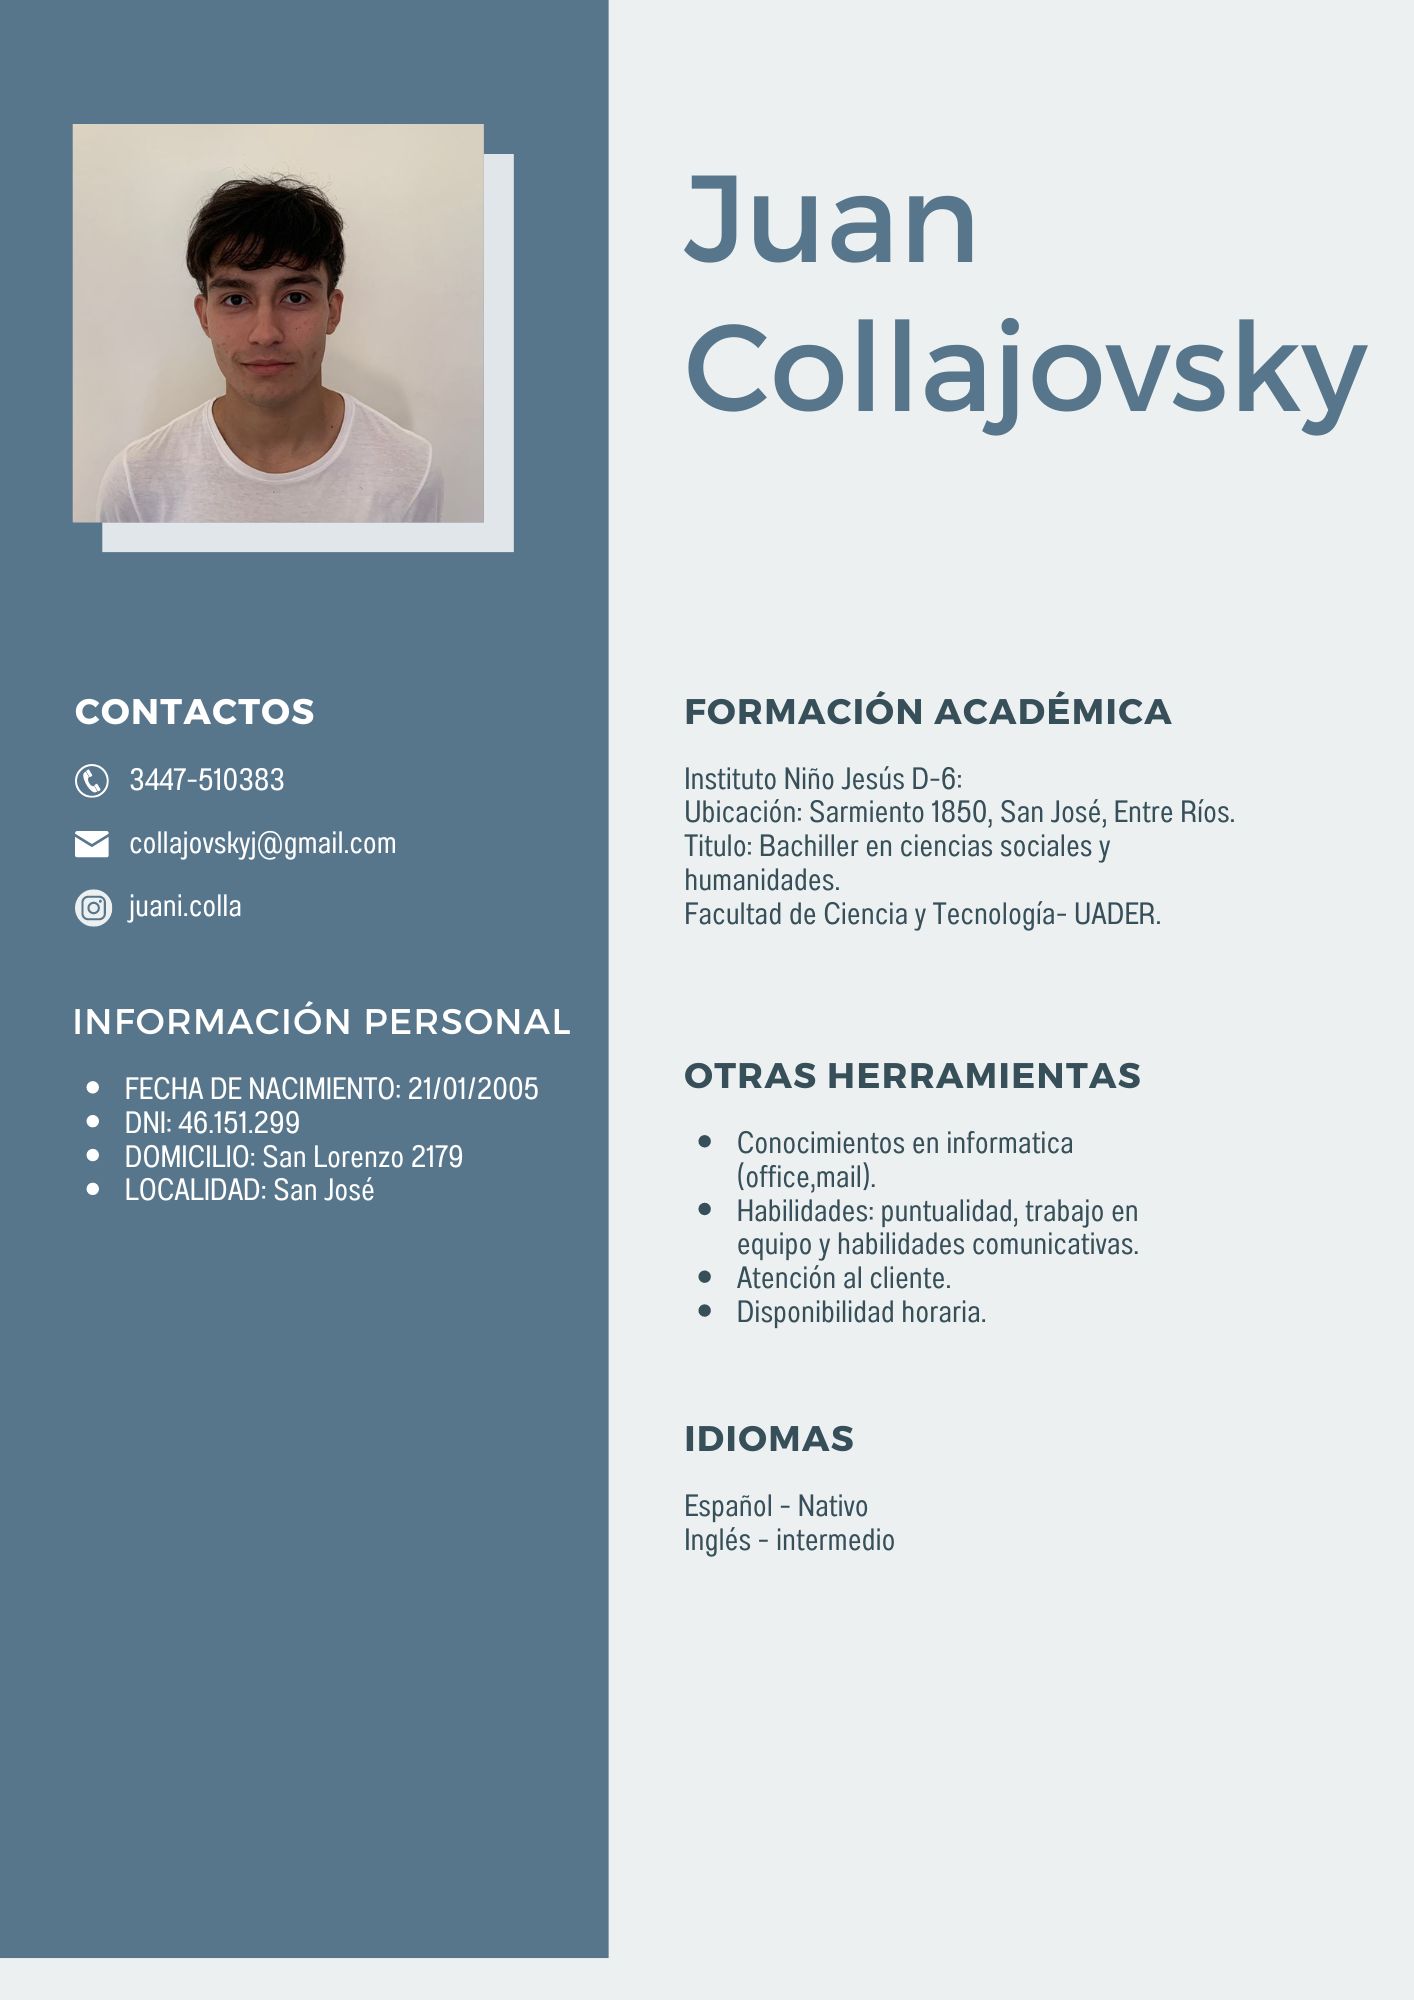 Juan
Collajovsky
CONTACTOS
3447-510383
collajovskyj@gmail.com
juani.colla
INFORMACIÓN PERSONAL
• FECHA DE NACIMIENTO: 21/01/2005
• DNI: 46.151.299
• DOMICILIO: San Lorenzo 2179
• LOCALIDAD: San José
FORMACIÓN ACADÉMICA
Instituto Niño Jesús D-6:
Ubicación: Sarmiento 1850, San José, Entre Ríos.
Titulo: Bachiller en ciencias sociales y
humanidades.
Facultad de Ciencia y Tecnología- UADER.
OTRAS HERRAMIENTAS
• Conocimientos en informatica
(office,mail).
• Habilidades: puntualidad, trabajo en
equipo y habilidades comunicativas.
• Atención al cliente.
• Disponibilidad horaria.
IDIOMAS
Español - Nativo
Inglés - intermedio